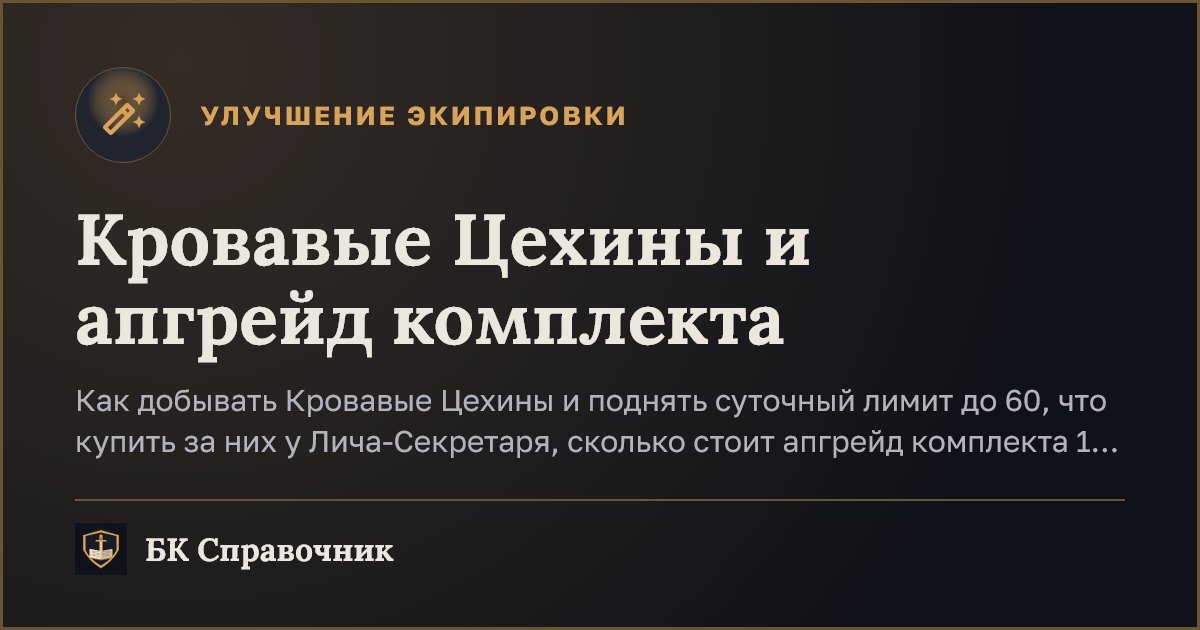 УЛУЧШЕНИЕ ЭКИПИРОВКИ
Кровавые Цехины и
апгрейд комплекта
Как добывать Кровавые Цехины и поднять суточный лимит до 60, что
купить за них у Лича-Секретаря, сколько стоит апгрейд комплекта 1…
БК Справочник